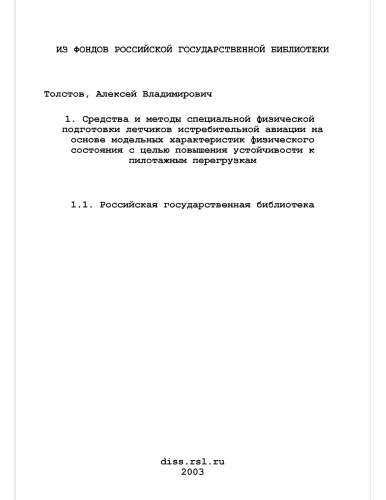 ИЗ ФОНДОВ РОССИЙСКОЙ ГОСУДАРСТВЕННОЙ БИБЛИОТЕКИ
Толстов, Алексей Владимирович
1. Средства и методы специальной физической
подготовки летчиков истребительной авиации на
основе модельных характеристик физического
состояния с целью повышения устойчивости к
пилотажным перегрузкам
1.1. Российская государственная библиотека
diss.rsl.ru
2003